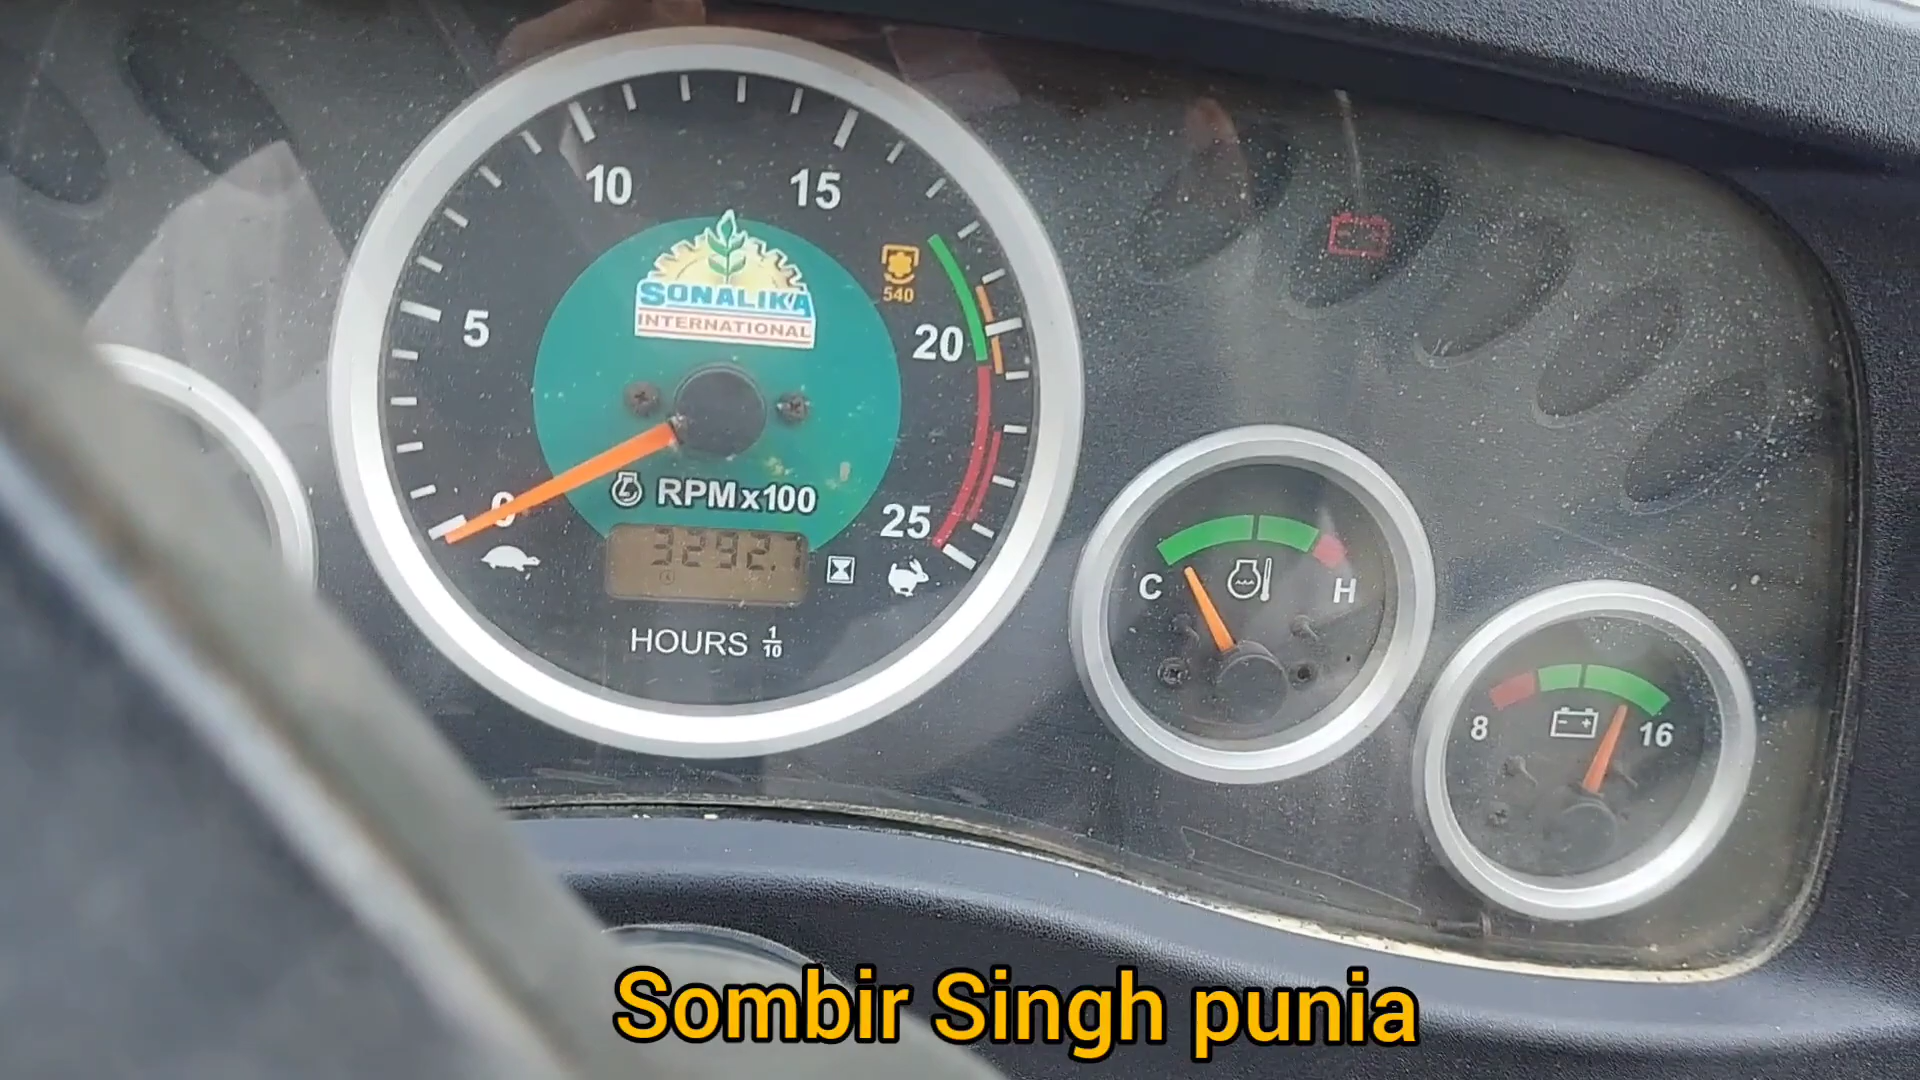 10
15
540
5
20
SONALIKA
INTERNATIONAL
0
RPMx100
25
3292.7
HOURS 1/10
C
H
8
16
Sombir Singh punia